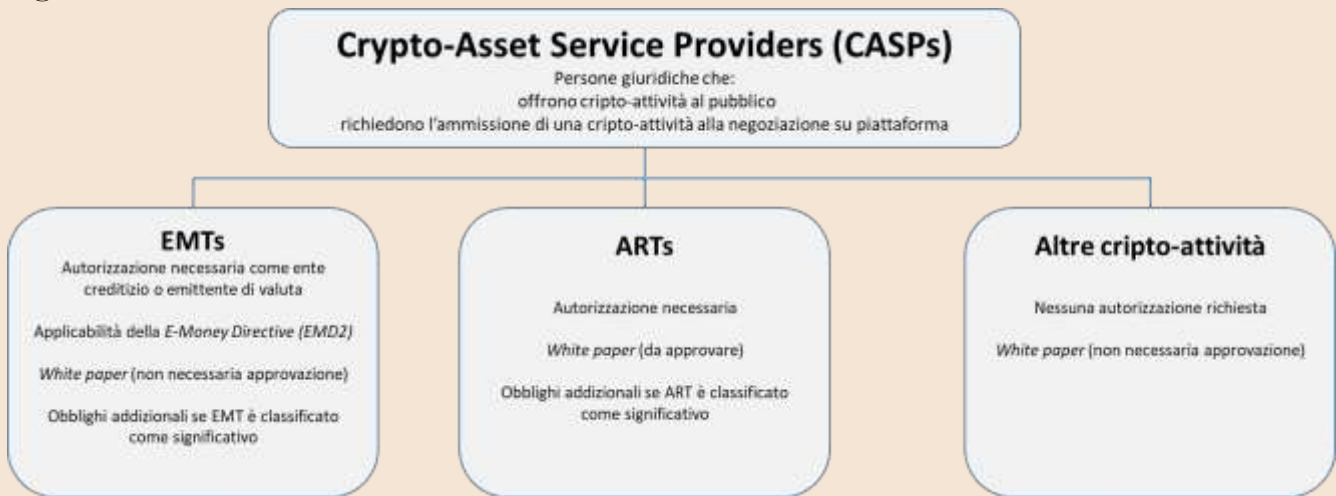 Crypto-Asset Service Providers (CASPs)
Persone giuridiche che:
offrono cripto-attività al pubblico
richiedono l'ammissione di una cripto-attività alla negoziazione su piattaforma
EMTs
Autorizzazione necessaria come ente
creditizio o emittente di valuta
Applicabilità della E-Money Directive (EMD2)
White paper (non necessaria approvazione)
Obblighi addizionali se EMT è classificato
come significativo
ARTs
Autorizzazione necessaria
White paper (da approvare)
Obblighi addizionali se ART è classificato
come significativo
Altre cripto-attività
Nessuna autorizzazione richiesta
White paper (non necessaria approvazione)